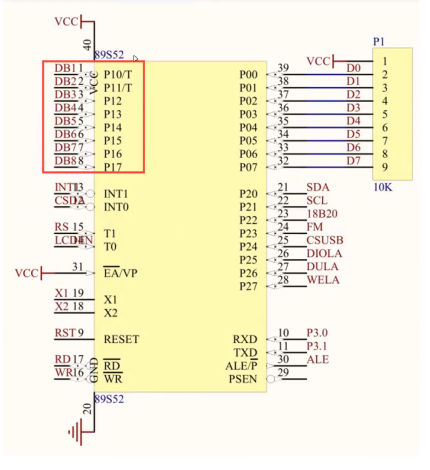 VCC
40
89S52
P1
DB1 1 P10/T P00 39 VCC 1
DB2 2 P11/T P01 38 D0 2
DB3 3 P12 P02 37 D1 3
DB4 4 P13 P03 36 D2 4
DB5 5 P14 P04 35 D3 5
DB6 6 P15 P05 34 D4 6
DB7 7 P16 P06 33 D5 7
DB8 8 P17 P07 32 D6 8
D7 9
VCC
10K
INT1 13 INT1 P20 21 SDA
12 INT0 P21 22 SCL
P22 23 18B20
RS 15 T1 P23 24 FM
14 T0 P24 25 CSUSB
P25 26 DIOLA
VCC 31 EA/VP P26 27 DULA
P27 28 WELA
X1 19 X1
X2 18 X2
RST 9 RESET RXD 10 P3.0
TXD 11 P3.1
RD 17 RD ALE/P 30 ALE
WR 16 WR PSEN 29
GND
89S52
20